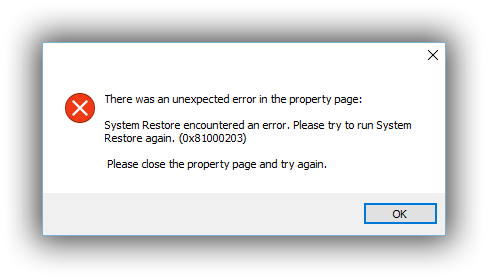 There was an unexpected error in the property page:
System Restore encountered an error. Please try to run System
Restore again. (0x81000203)
Please close the property page and try again.
OK